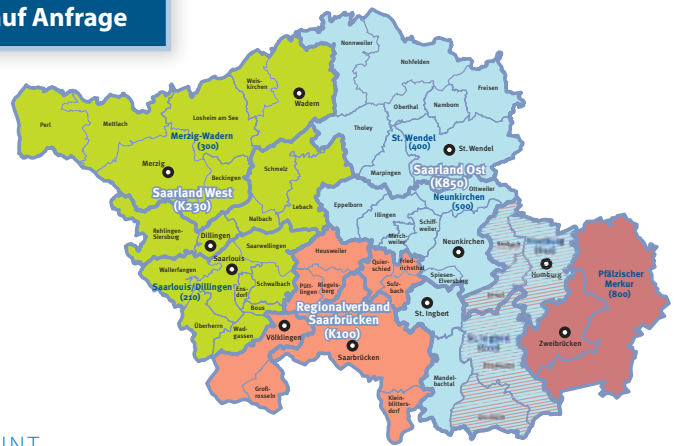 auf Anfrage
Nonnweiler
Nohfelden
Freisen
Weis-
kirchen
Wadern
Oberthal
Namborn
Perl
Mettlach
Losheim am See
Merzig-Wadern
(300)
Tholey
St. Wendel
(400)
St. Wendel
Merzig
Beckingen
Schmelz
Marpingen
Saarland Ost
(K850)
Saarland West
(K230)
Lebach
Eppelborn
Ottweiler
Neunkirchen
(500)
Illingen
Schiff-
weiler
Nalbach
Rehlingen-
Siersburg
Dillingen
Saarwellingen
Merch-
weiler
Neunkirchen
Heusweiler
Quier-
schied
Fried-
richsthal
Homburg
Wallerfangen
Saarlouis
Spiesen-
Elversberg
Pfälzischer
Merkur
(800)
Saarlouis/Dillingen
(210)
Ens-
dorf
Schwalbach
Pütt-
lingen
Riegels-
berg
Sulz-
bach
Bous
Regionalverband
Saarbrücken
(K100)
St. Ingbert
Überherrn
Wad-
gassen
Völklingen
Saarbrücken
Zweibrücken
Mandel-
bachtal
Groß-
rosseln
Klein-
blitters-
dorf